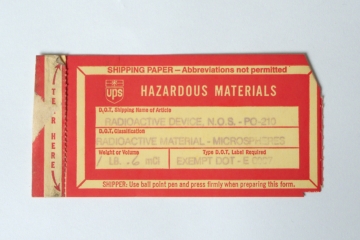 SHIPPING PAPER — Abbreviations not permitted
ups
HAZARDOUS MATERIALS
D.O.T. Shipping Name of Article
RADIOACTIVE DEVICE, N.O.S. - PO-210
D.O.T. Classification
RADIOACTIVE MATERIAL - MICROSPHERES
Weight or Volume
Type D.O.T. Label Required
1 LB.
EXEMPT DOT - E
SHIPPER: Use ball point pen and press firmly when preparing this form.
HERE